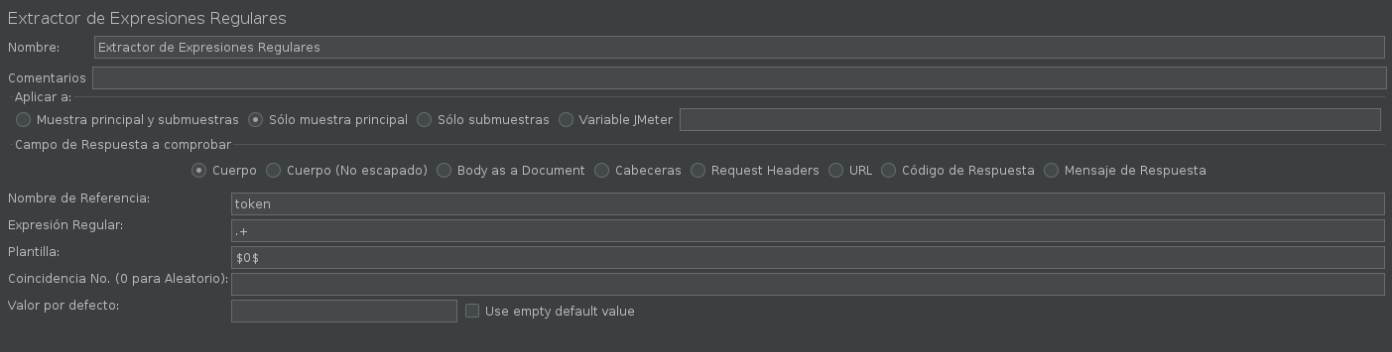 Extractor de Expresiones Regulares
Nombre: Extractor de Expresiones Regulares
Comentarios
Aplicar a:
Muestra principal y submuestras Sólo muestra principal Sólo submuestras Variable JMeter
Campo de Respuesta a comprobar
Cuerpo Cuerpo (No escapado) Body as a Document Cabeceras Request Headers URL Código de Respuesta Mensaje de Respuesta
Nombre de Referencia: token
Expresión Regular: .+
Plantilla: $0$
Coincidencia No. (0 para Aleatorio):
Valor por defecto: Use empty default value